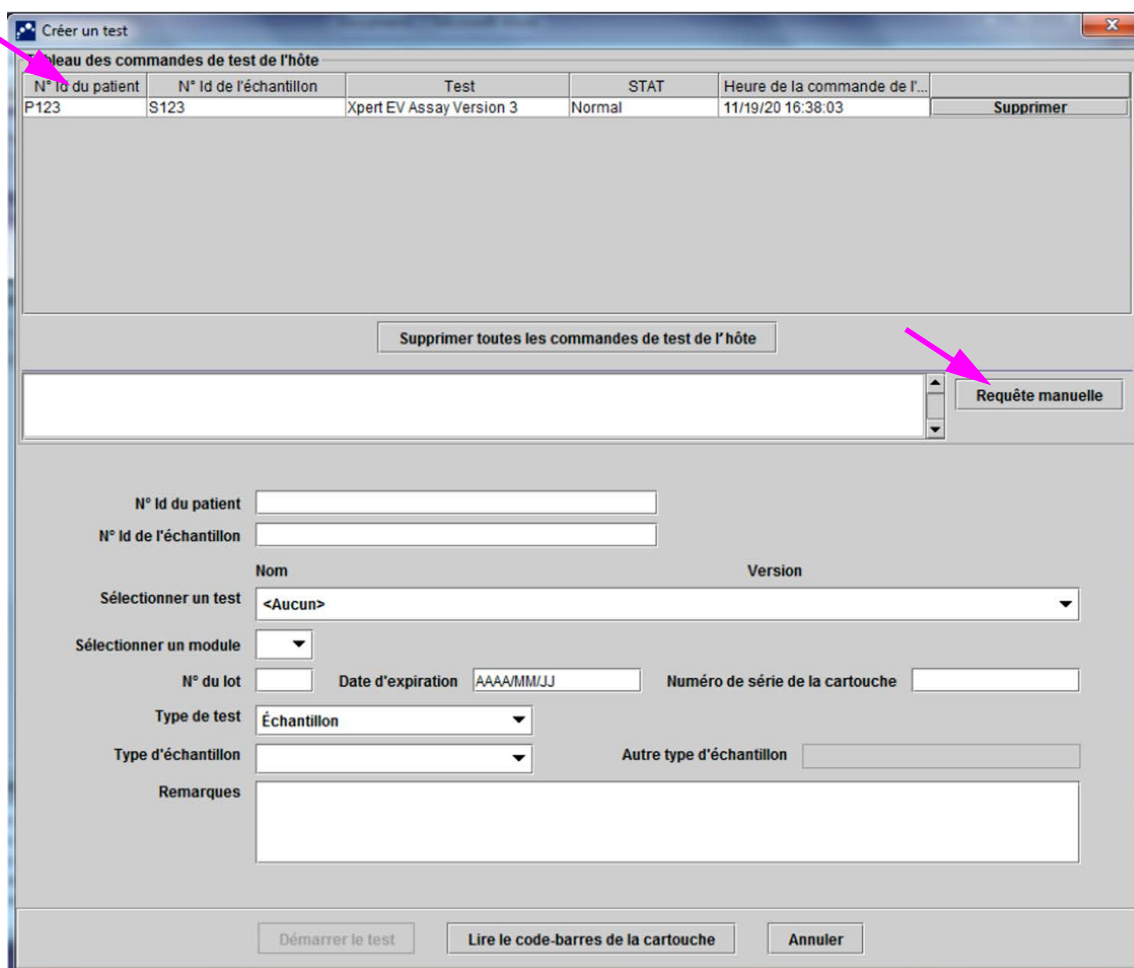 Créer un test
Tableau des commandes de test de l'hôte
N° Id du patient N° Id de l'échantillon Test STAT Heure de la commande de l'...
P123 S123 Xpert EV Assay Version 3 Normal 11/19/20 16:38:03 Supprimer
Supprimer toutes les commandes de test de l'hôte
Requête manuelle
N° Id du patient
N° Id de l'échantillon
Nom Version
Sélectionner un test <Aucun>
Sélectionner un module
N° du lot Date d'expiration AAAA/MM/JJ Numéro de série de la cartouche
Type de test Échantillon
Type d'échantillon Autre type d'échantillon
Remarques
Démarrer le test Lire le code-barres de la cartouche Annuler